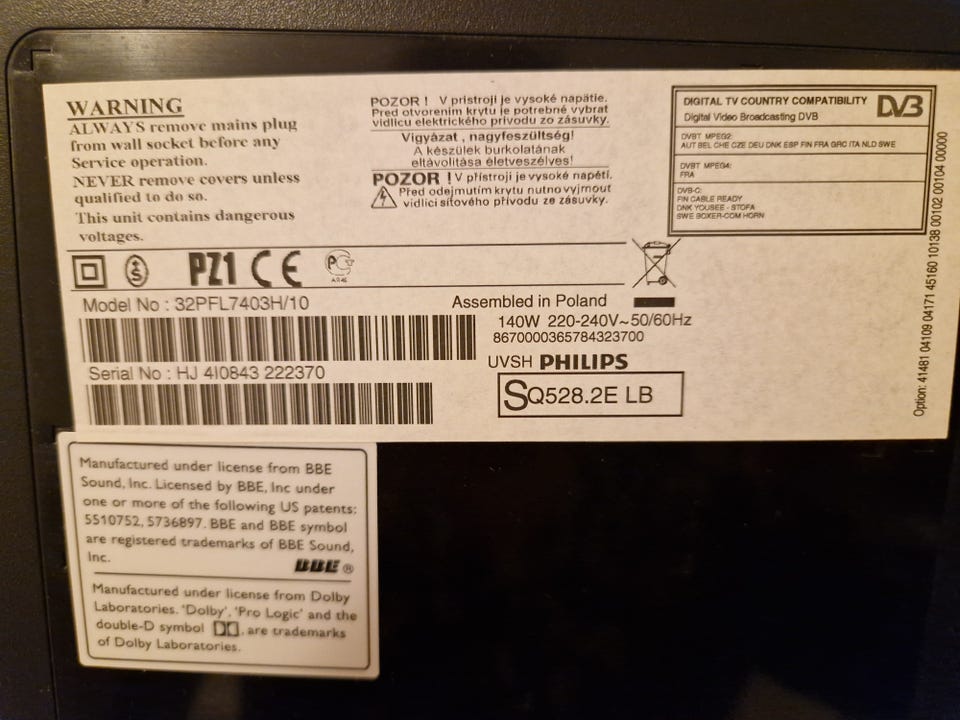 WARNING
ALWAYS remove mains plug
from wall socket before any
Service operation.
NEVER remove covers unless
qualified to do so.
This unit contains dangerous
voltages.
POZOR ! V pristroji je vysoké napätie.
Pred otvorenim krytu je potrebné vybrat
vidlicu elektrického privodu zo zásuvky.
Vigyázat , nagyfeszültség!
A készülek burkolatának
eltávolitása életveszélyes!
POZOR ! V přístroji je vysoké napětí.
Před odejmutím krytu nutno vyjmout
vidlici síťového přívodu ze zásuvky.
DIGITAL TV COUNTRY COMPATIBILITY
Digital Video Broadcasting DVB
DVB
DVBT MPEG2:
AUT BEL CHE CZE DEU DNK ESP FIN FRA GRC ITA NLD SWE
DVBT MPEG4:
FRA
DVB-C:
FIN CABLE READY
DNK YOUSEE - STOFA
SWE BOXER-COM HORN
Option: 41481 04109 04171 45160 10138 00102 00104 00000
S
PZ1 CE
Model No : 32PFL7403H/10
Assembled in Poland
140W 220-240V~50/60Hz
8670000365784323700
Serial No : HJ 4I0843 222370
UVSH PHILIPS
SQ528.2E LB
Manufactured under license from BBE
Sound, Inc. Licensed by BBE, Inc under
one or more of the following US patents:
5510752, 5736897. BBE and BBE symbol
are registered trademarks of BBE Sound,
Inc.
BBE ®
Manufactured under license from Dolby
Laboratories. 'Dolby', 'Pro Logic' and the
double-D symbol , are trademarks
of Dolby Laboratories.